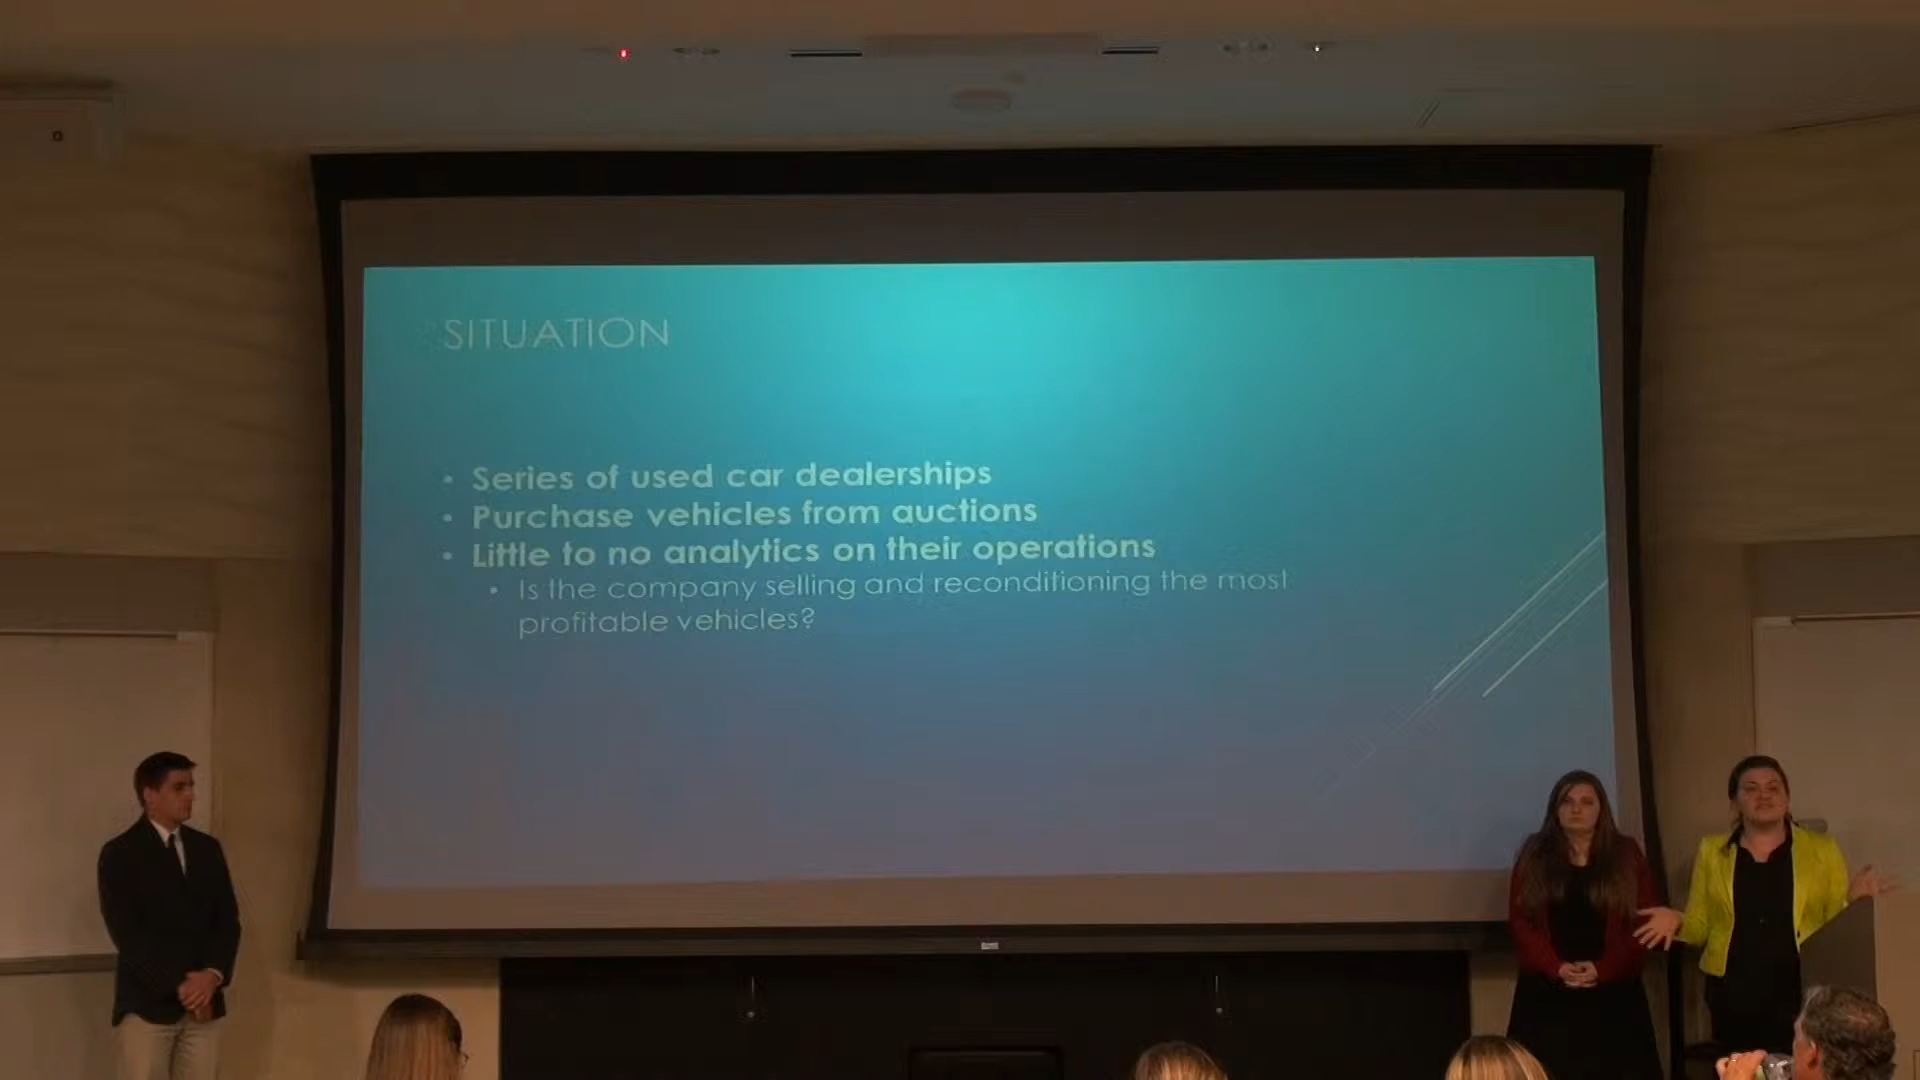 SITUATION
• Series of used car dealerships
• Purchase vehicles from auctions
• Little to no analytics on their operations
• Is the company selling and reconditioning the most
profitable vehicles?